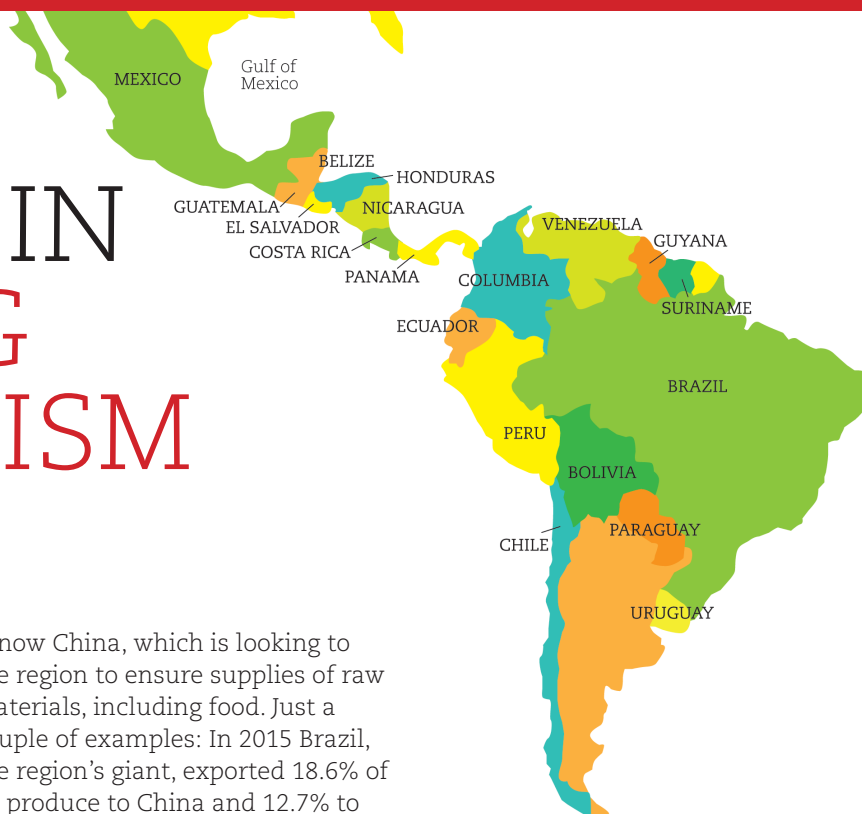 MEXICO
Gulf of
Mexico
BELIZE
HONDURAS
GUATEMALA
NICARAGUA
EL SALVADOR
COSTA RICA
PANAMA
VENEZUELA
GUYANA
COLUMBIA
SURINAME
ECUADOR
BRAZIL
PERU
BOLIVIA
PARAGUAY
CHILE
URUGUAY
IN
G
ISM
now China, which is looking to
e region to ensure supplies of raw
aterials, including food. Just a
uple of examples: In 2015 Brazil,
e region’s giant, exported 18.6% of
produce to China and 12.7% to